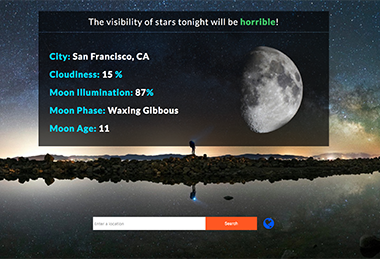 The visibility of stars tonight will be horrible!
City: San Francisco, CA
Cloudiness: 15 %
Moon Illumination: 87%
Moon Phase: Waxing Gibbous
Moon Age: 11
Enter a location Search